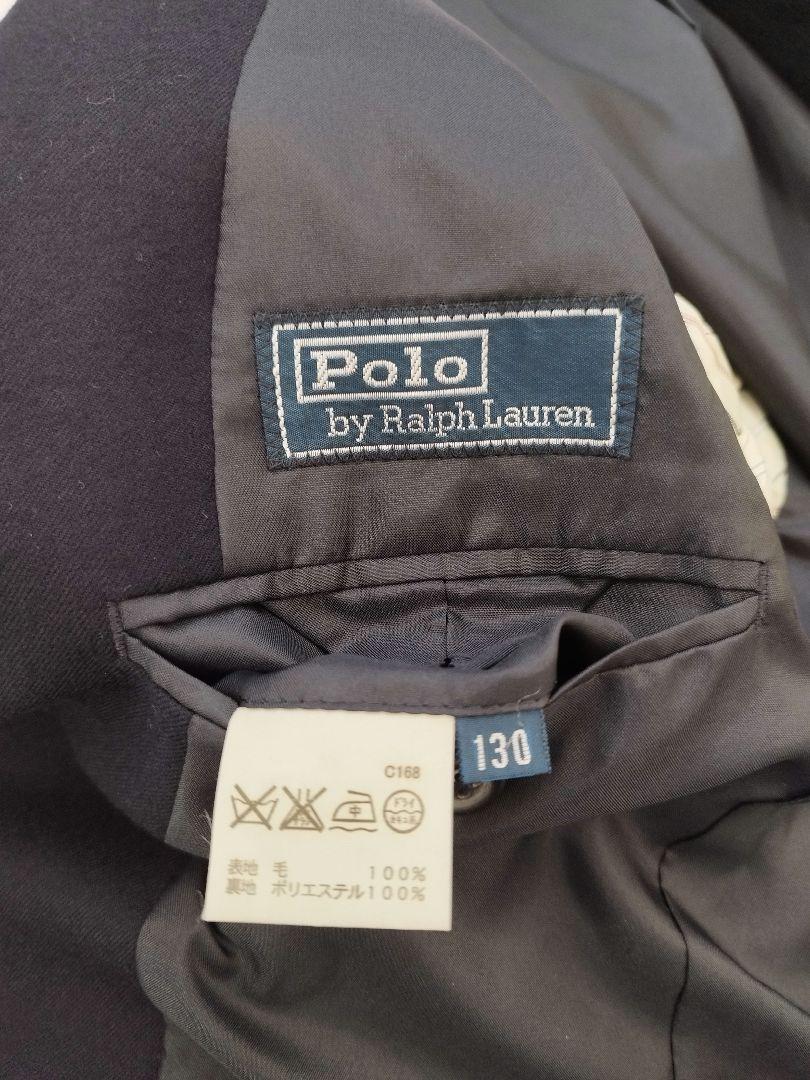 Polo
by Ralph Lauren
130
C168
中
ドライ
表地 毛 100%
裏地 ポリエステル100%